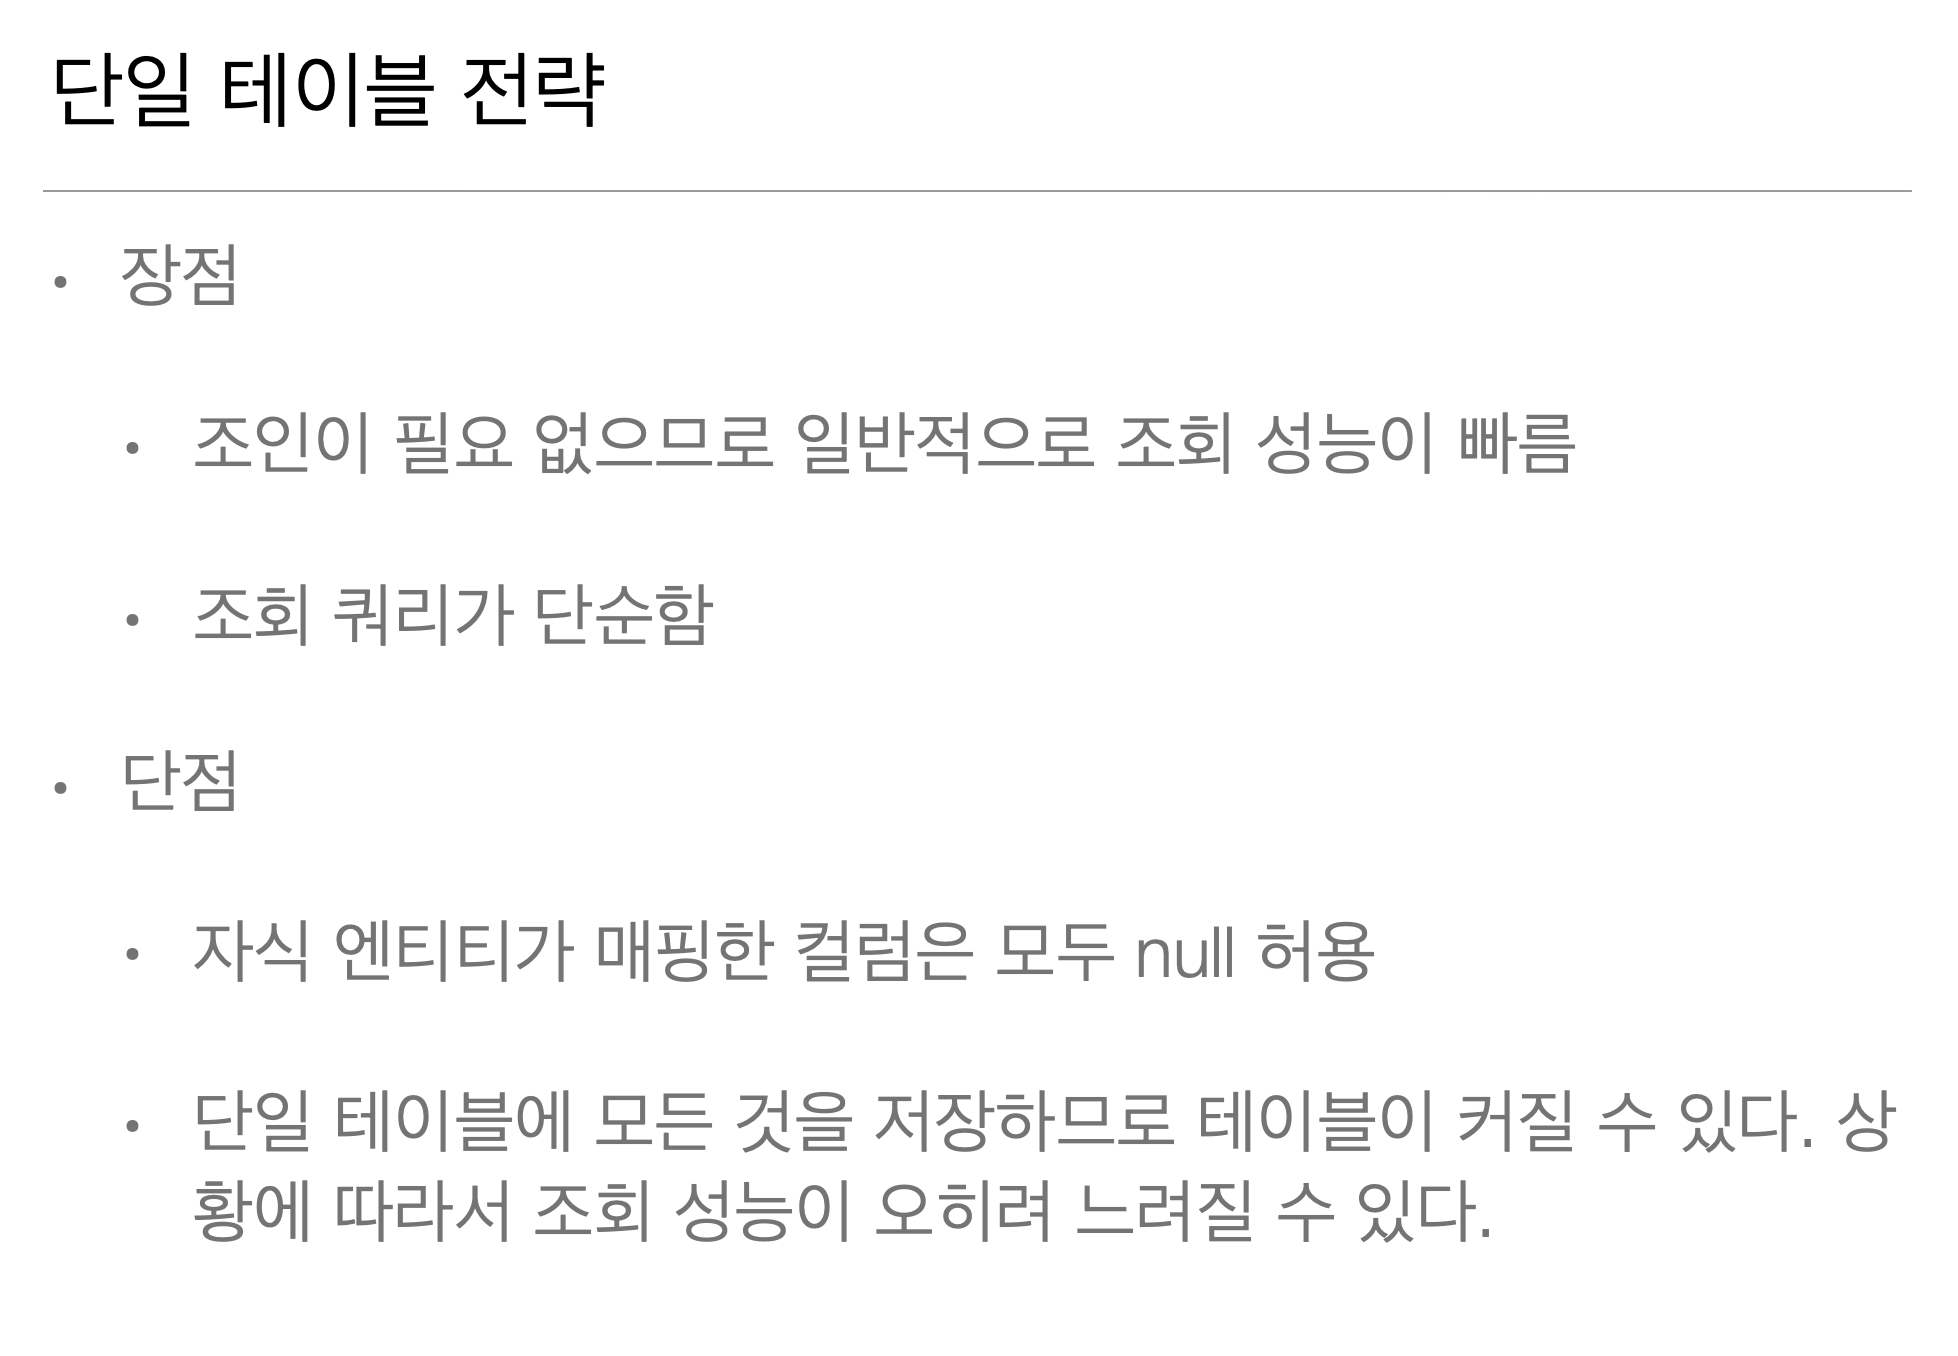 단일 테이블 전략
• 장점
• 조인이 필요 없으므로 일반적으로 조회 성능이 빠름
• 조회 쿼리가 단순함
• 단점
• 자식 엔티티가 매핑한 컬럼은 모두 null 허용
• 단일 테이블에 모든 것을 저장하므로 테이블이 커질 수 있다. 상
황에 따라서 조회 성능이 오히려 느려질 수 있다.